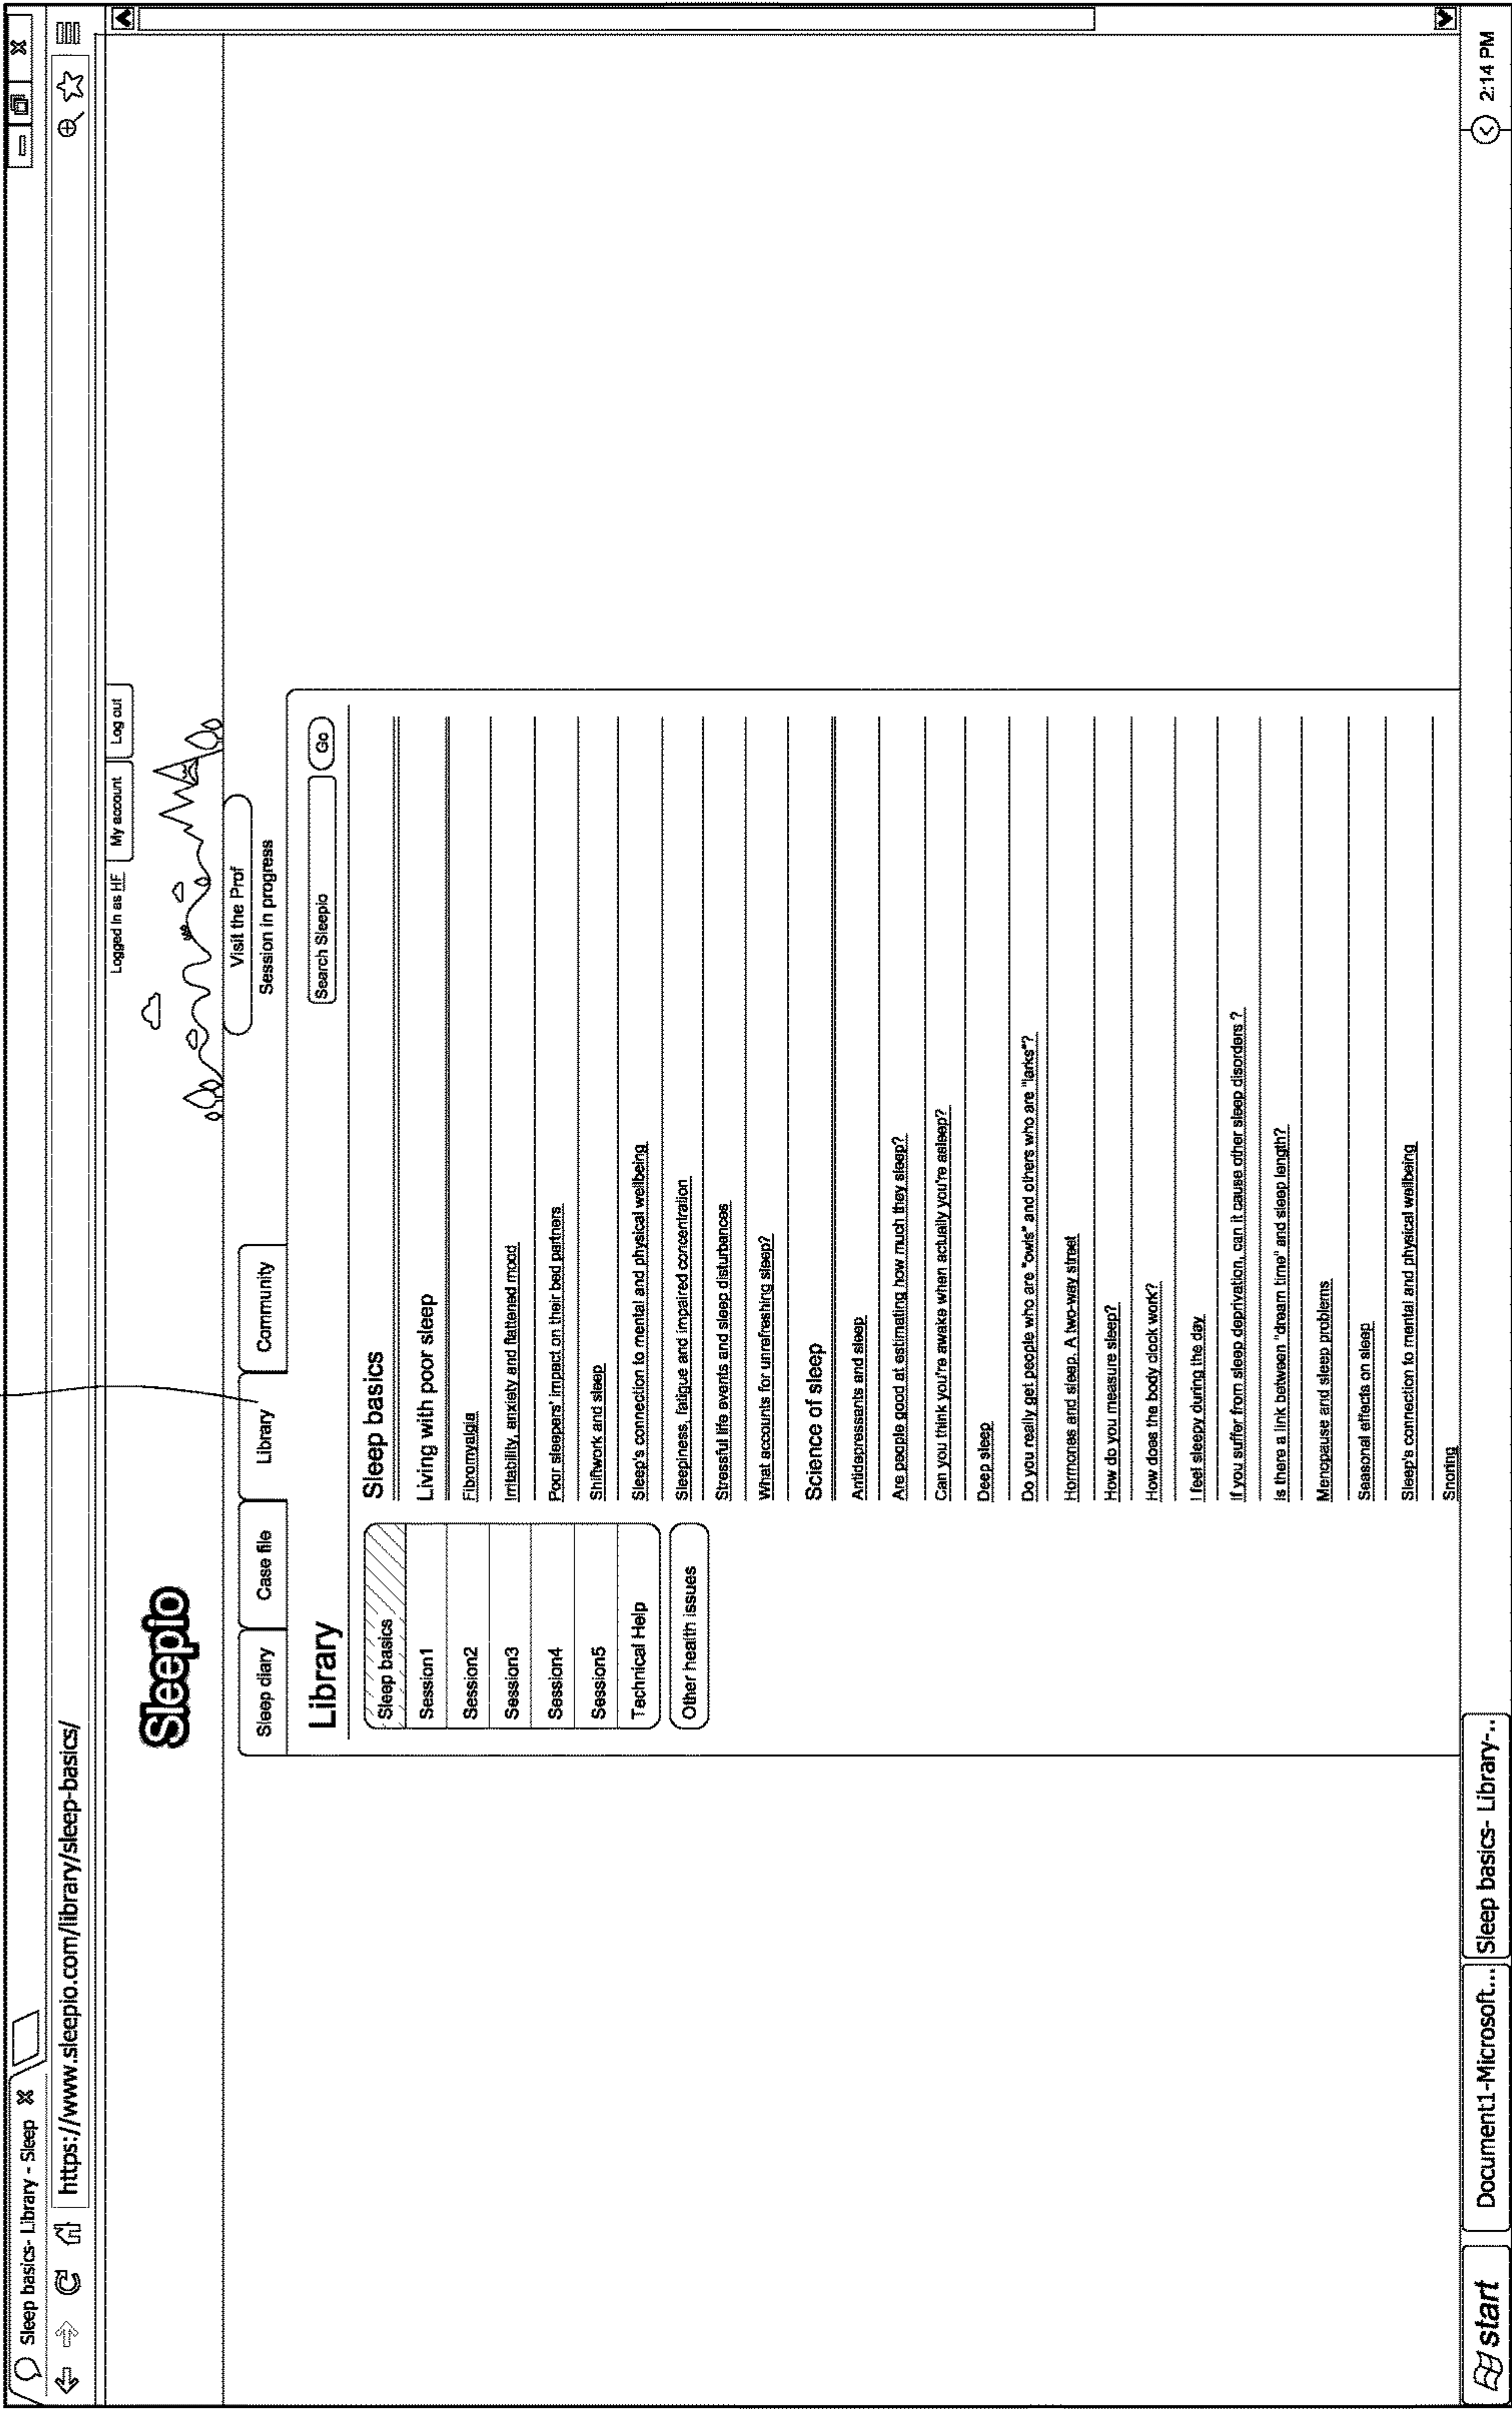 Sleep basics- Library - Sleep
https://www.sleepio.com/library/sleep-basics/
Logged In as HF
My account
Log out
Sleepio
Visit the Prof
Session in progress
Sleep diary
Case file
Library
Community
Library
Search Sleepio
Go
Sleep basics
Session1
Session2
Session3
Session4
Session5
Technical Help
Other health issues
Sleep basics
Living with poor sleep
Fibromyalgia
Irritability, anxiety and flattened mood
Poor sleepers' impact on their bed partners
Shiftwork and sleep
Sleep's connection to mental and physical wellbeing
Sleepiness, fatigue and impaired concentration
Stressful life events and sleep disturbances
What accounts for unrefreshing sleep?
Science of sleep
Antidepressants and sleep
Are people good at estimating how much they sleep?
Can you think you're awake when actually you're asleep?
Deep sleep
Do you really get people who are "owls" and others who are "larks"?
Hormones and sleep. A two-way street
How do you measure sleep?
How does the body clock work?
I feel sleepy during the day
If you suffer from sleep deprivation, can it cause other sleep disorders ?
Is there a link between "dream time" and sleep length?
Menopause and sleep problems
Seasonal effects on sleep
Sleep's connection to mental and physical wellbeing
Snoring
start
Document1-Microsoft...
Sleep basics- Library-..
2:14 PM